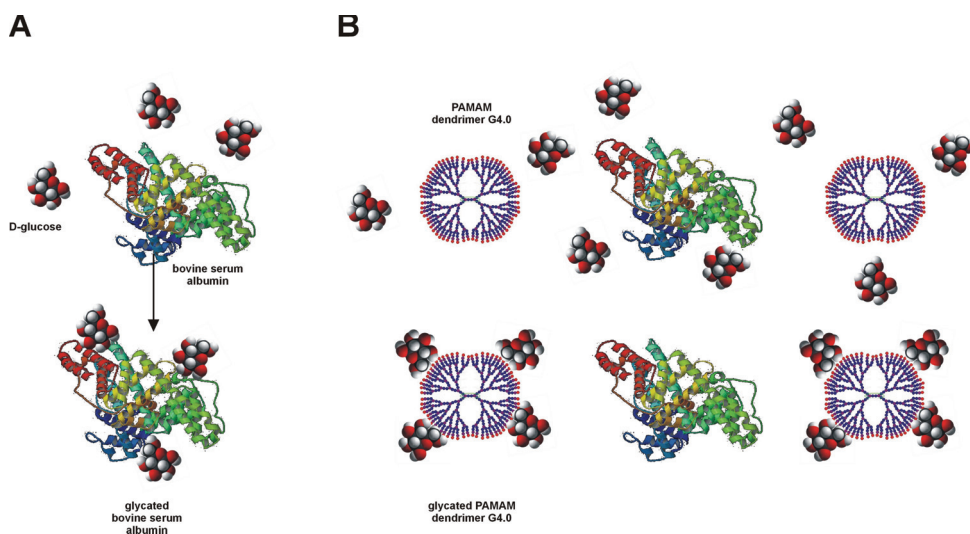 A
B
PAMAM
dendrimer G4.0
D-glucose
bovine serum
albumin
glycated
bovine serum
albumin
glycated PAMAM
dendrimer G4.0